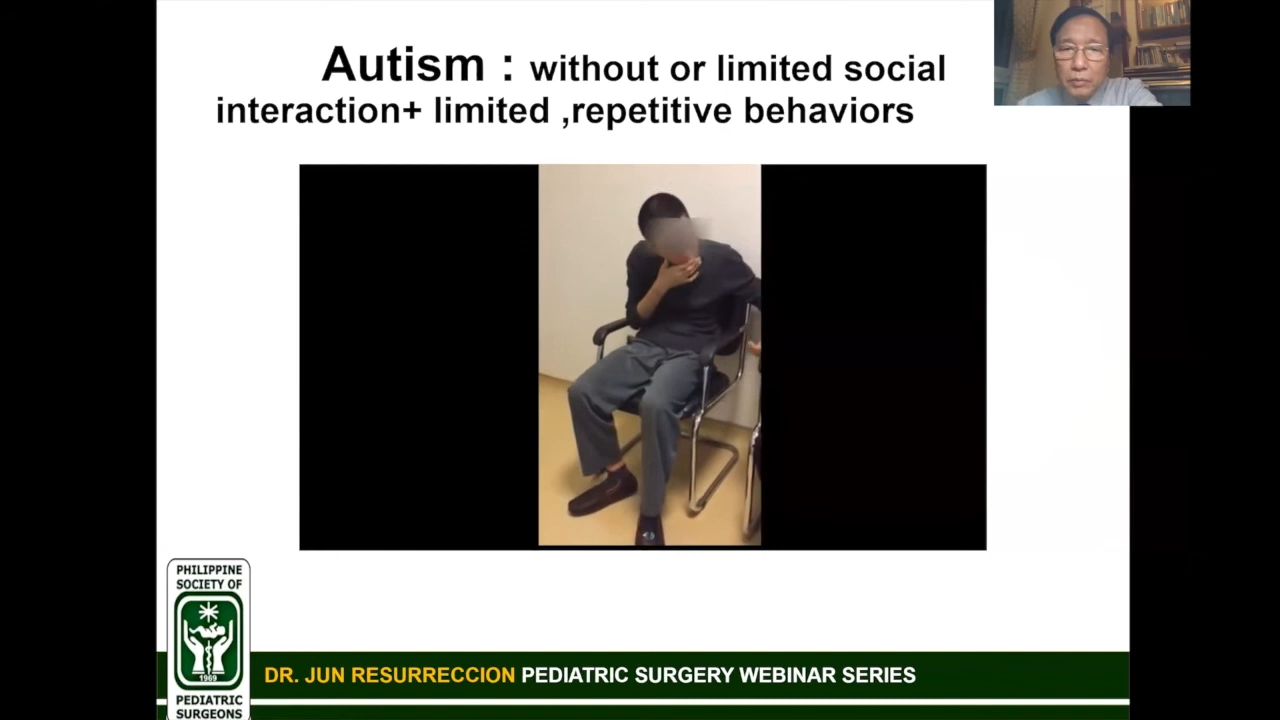 Autism : without or limited social
interaction+ limited ,repetitive behaviors
PHILIPPINE
SOCIETY OF
1969
PEDIATRIC
SURGEONS
DR. JUN RESURRECCION PEDIATRIC SURGERY WEBINAR SERIES